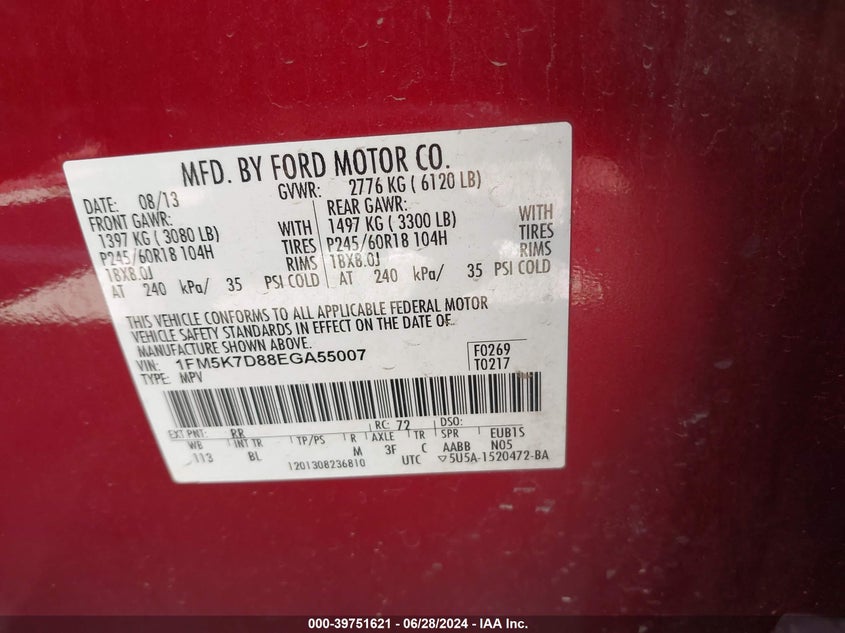 MFD. BY FORD MOTOR CO.
DATE: 08/13 GVWR: 2776 KG ( 6120 LB)
FRONT GAWR: REAR GAWR:
1397 KG ( 3080 LB) WITH 1497 KG ( 3300 LB) WITH
P245/60R18 104H TIRES P245/60R18 104H TIRES
18X8.0J RIMS 18X8.0J RIMS
AT 240 kPa/ 35 PSI COLD AT 240 kPa/ 35 PSI COLD
THIS VEHICLE CONFORMS TO ALL APPLICABLE FEDERAL MOTOR
VEHICLE SAFETY STANDARDS IN EFFECT ON THE DATE OF
MANUFACTURE SHOWN ABOVE.
VIN: 1FM5K7D88EGA55007 F0269
TYPE: MPV T0217
EXT PNT: RR RC: 72 DSO:
WB INT TR TP/PS R AXLE TR SPR EUB1S
113 BL M 3F C AABB N05
1201308236810 UTC ▽5U5A-1520472-BA
000-39751621 - 06/28/2024 - IAA Inc.